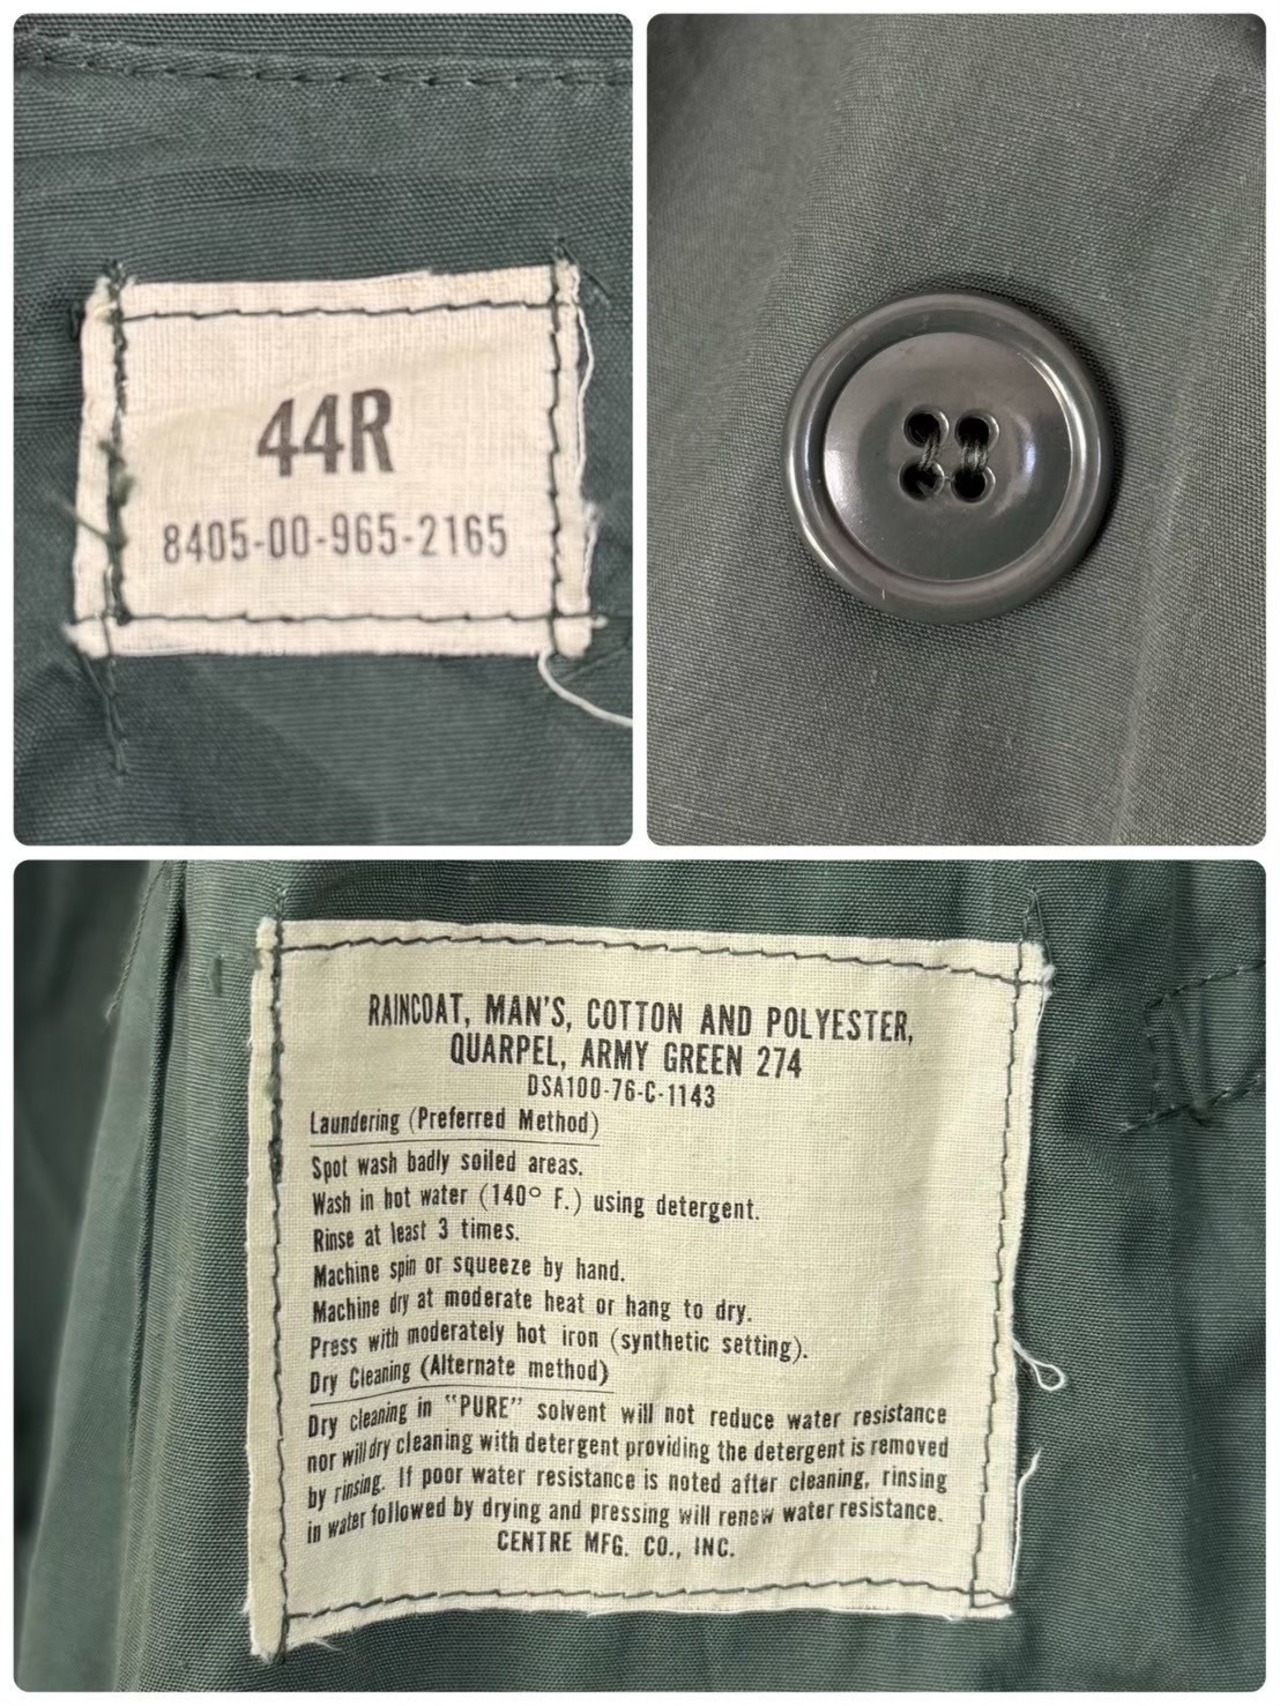 44R
8405-00-965-2165
RAINCOAT, MAN'S, COTTON AND POLYESTER,
QUARPEL, ARMY GREEN 274
DSA100-76-C-1143
Laundering (Preferred Method)
Spot wash badly soiled areas.
Wash in hot water (140° F.) using detergent.
Rinse at least 3 times.
Machine spin or squeeze by hand.
Machine dry at moderate heat or hang to dry.
Press with moderately hot iron (synthetic setting).
Dry Cleaning (Alternate method)
Dry cleaning in "PURE" solvent will not reduce water resistance
nor will dry cleaning with detergent providing the detergent is removed
by rinsing. If poor water resistance is noted after cleaning, rinsing
in water followed by drying and pressing will renew water resistance.
CENTRE MFG. CO., INC.